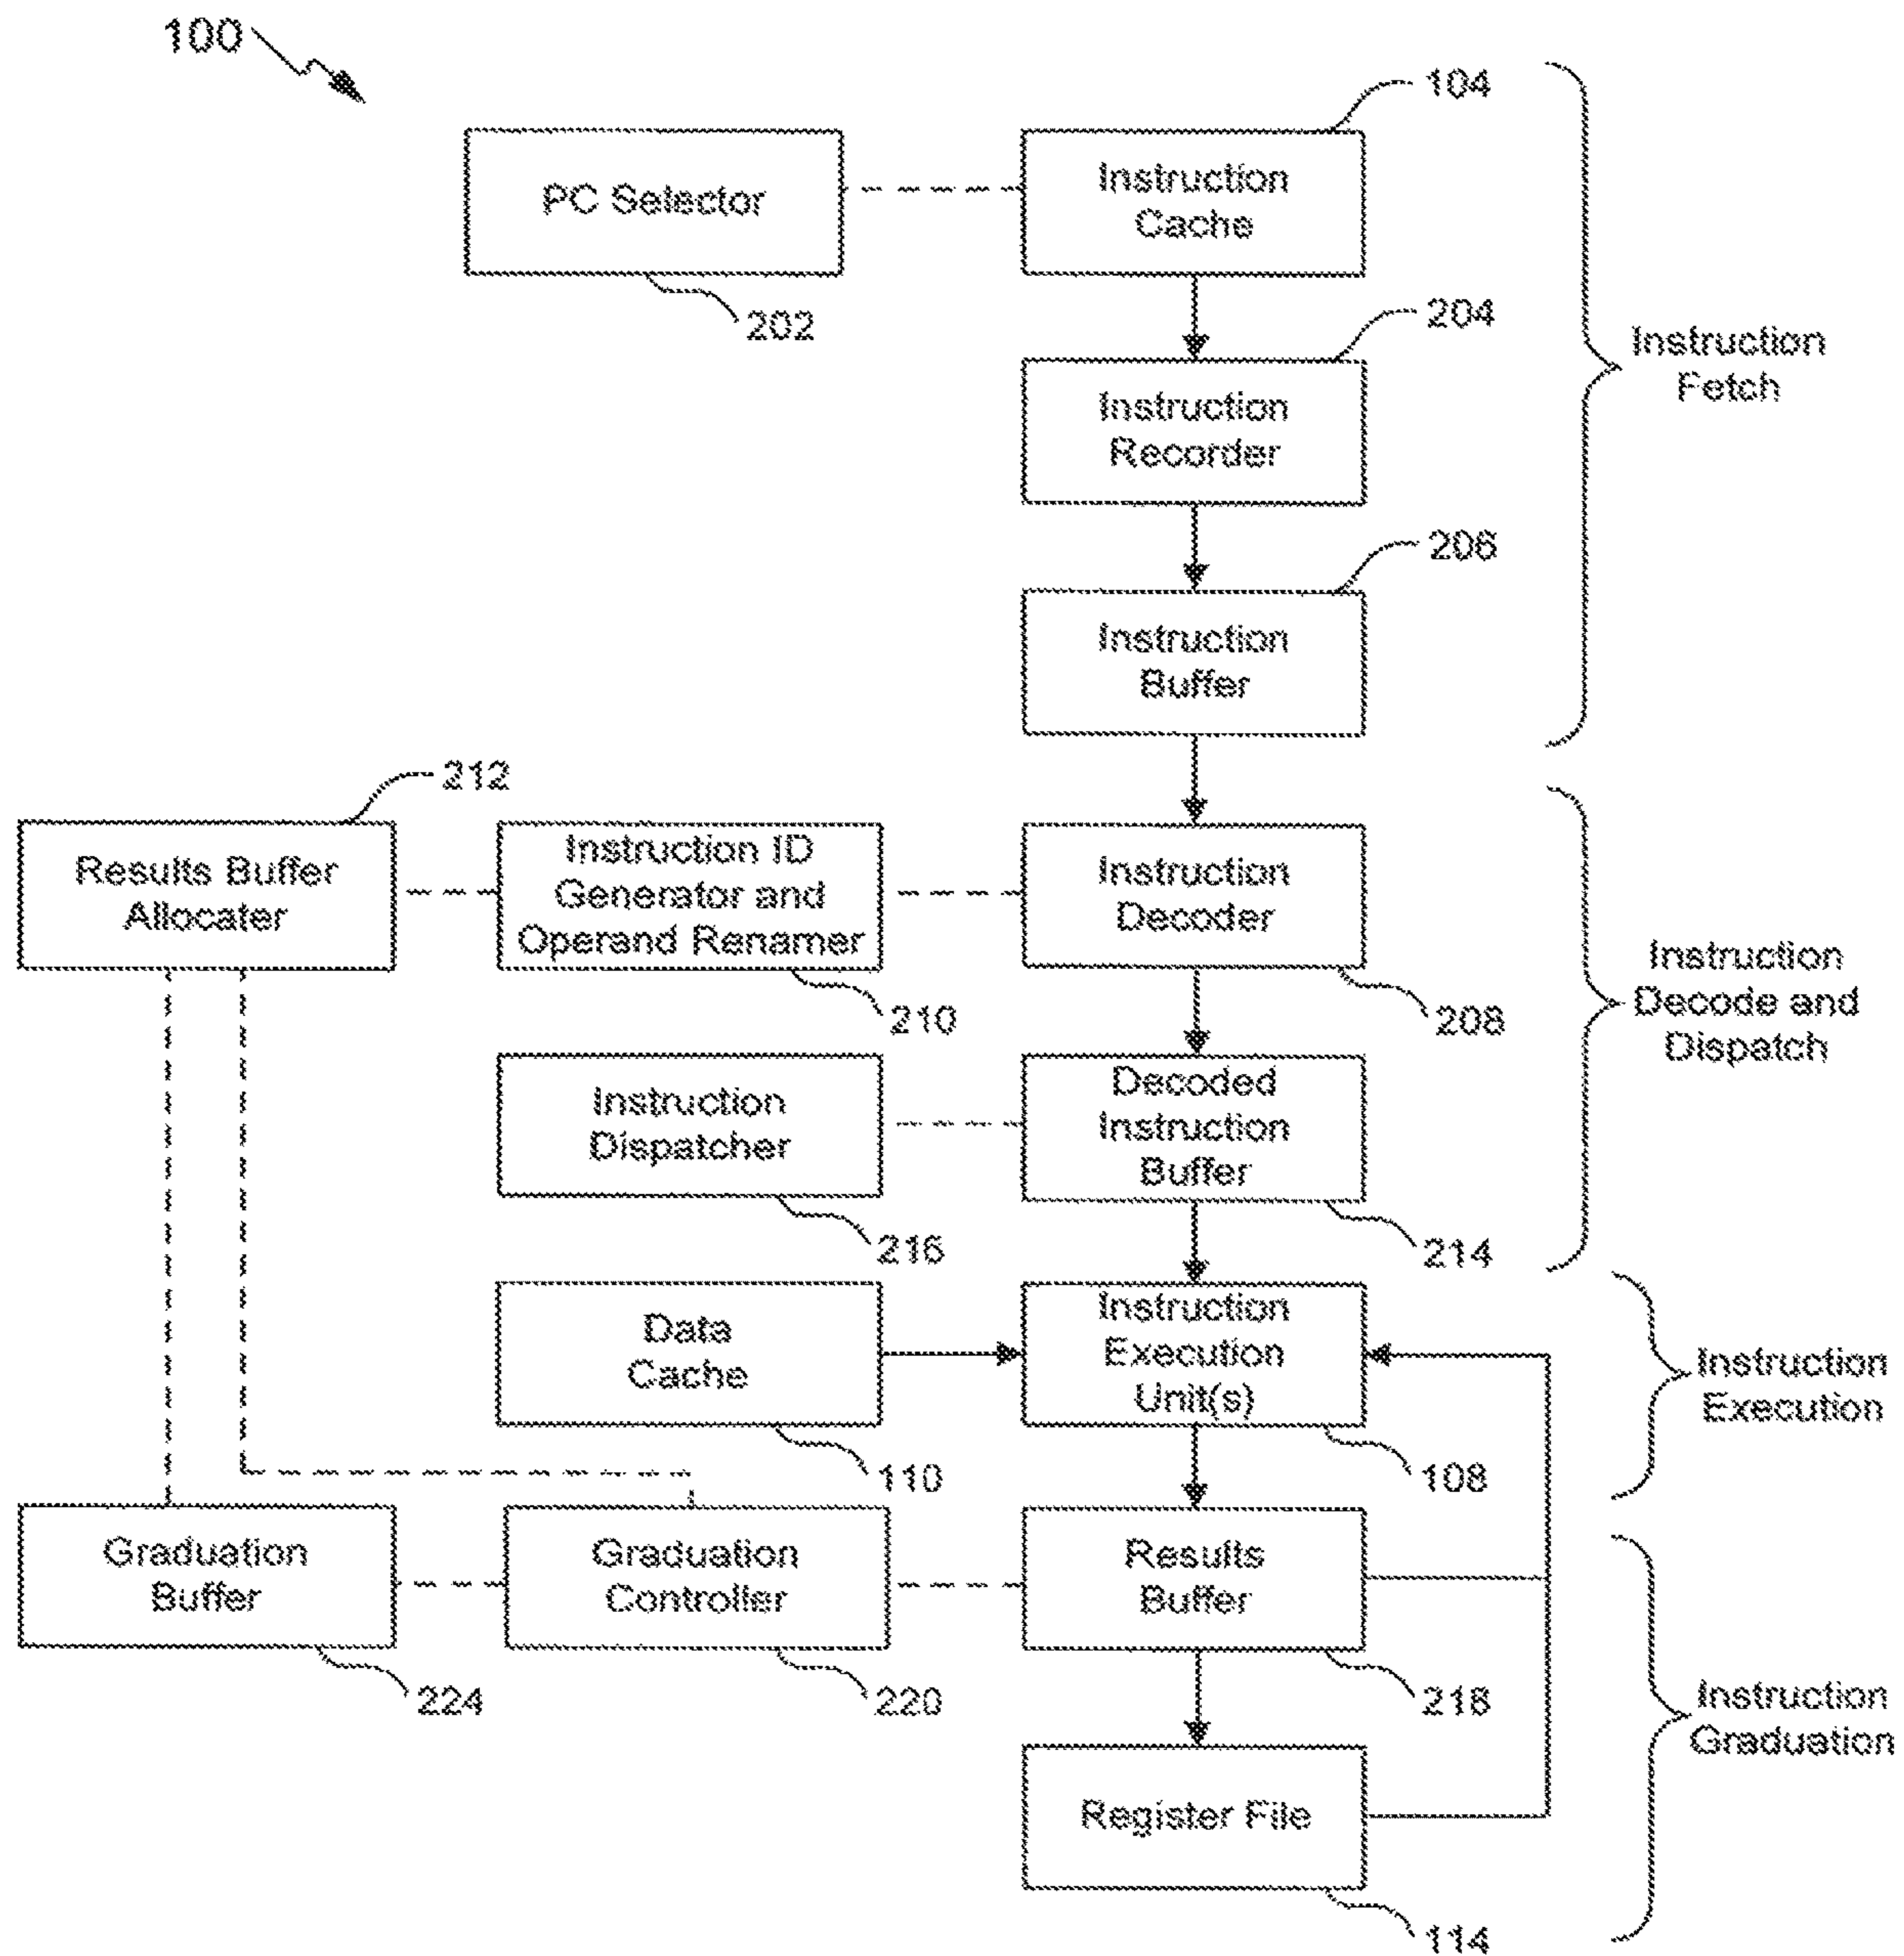 100
104
PC Selector
Instruction
Cache
202
204
Instruction
Fetch
Instruction
Recorder
206
Instruction
Buffer
212
Results Buffer
Allocater
Instruction ID
Generator and
Operand Renamer
Instruction
Decoder
210
208
Instruction
Decode and
Dispatch
Instruction
Dispatcher
Decoded
Instruction
Buffer
216
214
Data
Cache
Instruction
Execution
Unit(s)
Instruction
Execution
110
108
Graduation
Buffer
Graduation
Controller
Results
Buffer
224
220
218
Instruction
Graduation
Register File
114